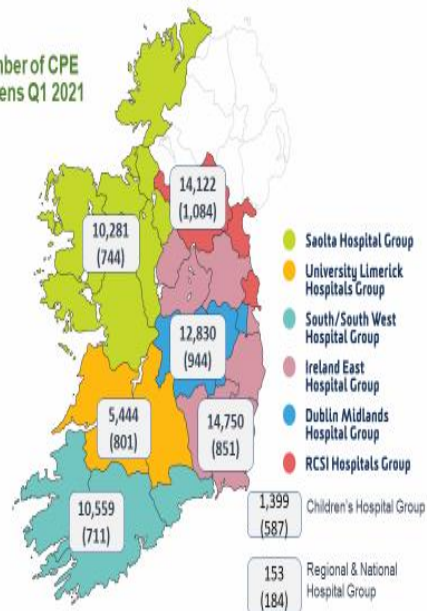 mber of CPE
ens Q1 2021
14,122
(1,084)
10,281
(744)
12,830
(944)
5,444
(801)
14,750
(851)
10,559
(711)
Saolta Hospital Group
University Limerick
Hospitals Group
South/South West
Hospital Group
Ireland East
Hospital Group
Dublin Midlands
Hospital Group
RCSI Hospitals Group
1,399
(587)
Children's Hospital Group
153
(184)
Regional & National
Hospital Group